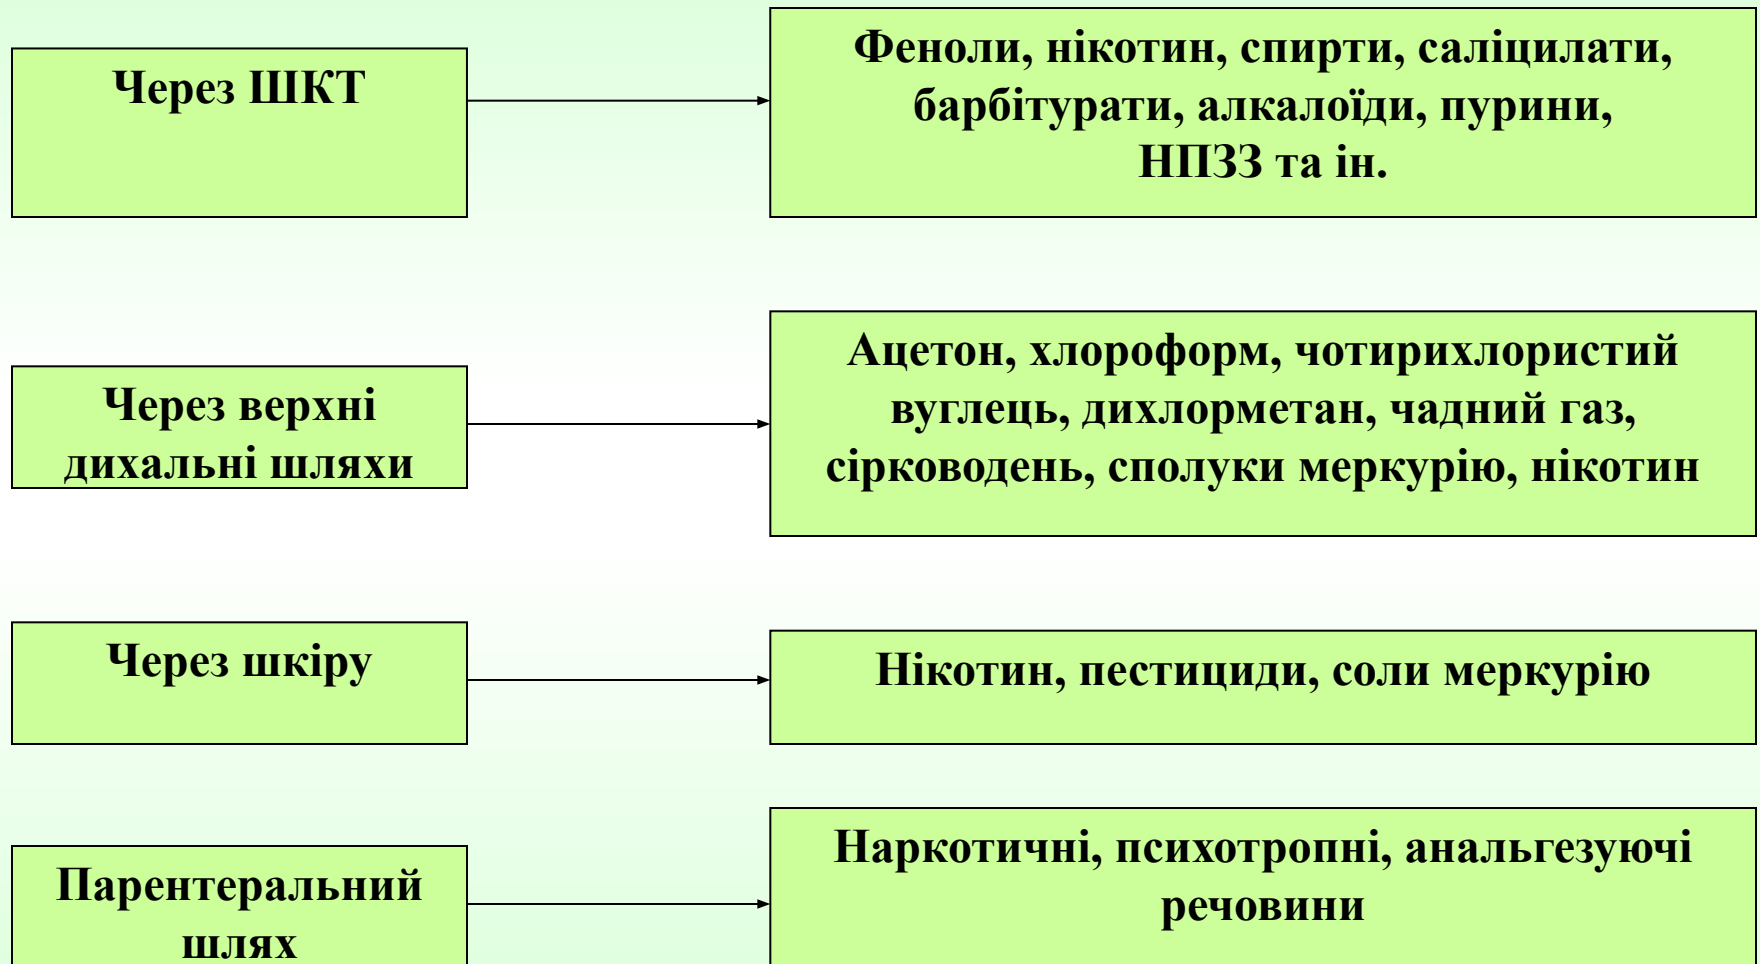 Через ШКТ
Феноли, нікотин, спирти, саліцилати,
барбітурати, алкалоїди, пурини,
НПЗЗ та ін.
Через верхні
дихальні шляхи
Ацетон, хлороформ, чотирихлористий
вуглець, дихлорметан, чадний газ,
сірководень, сполуки меркурію, нікотин
Через шкіру
Нікотин, пестициди, соли меркурію
Парентеральний
шлях
Наркотичні, психотропні, анальгезуючі
речовини